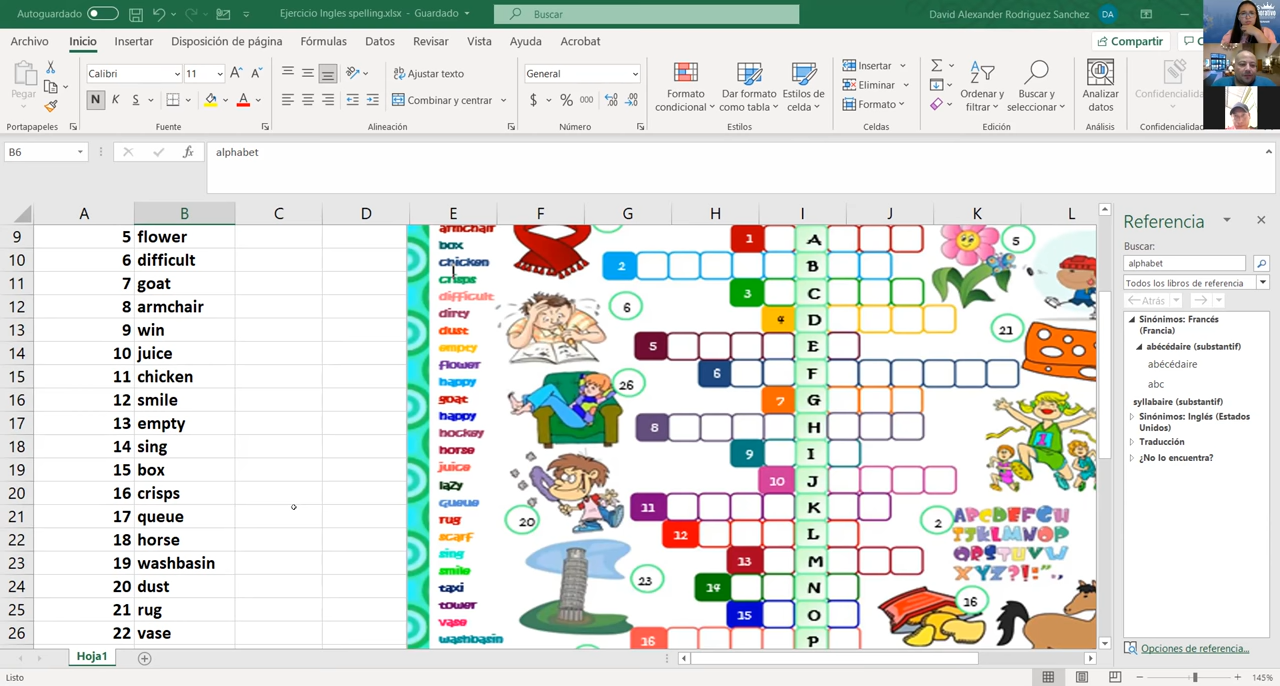 Autoguardado
Ejercicio Ingles spelling.xlsx - Guardado
Buscar
David Alexander Rodriguez Sanchez
DA
Archivo
Inicio
Insertar
Disposición de página
Fórmulas
Datos
Revisar
Vista
Ayuda
Acrobat
Compartir
Pegar
Calibri
11
N K S
Ajustar texto
Combinar y centrar
General
$ % 000
Formato condicional
Dar formato como tabla
Estilos de celda
Insertar
Eliminar
Formato
Ordenar y filtrar
Buscar y seleccionar
Analizar datos
Portapapeles
Fuente
Alineación
Número
Estilos
Celdas
Edición
Análisis
B6
fx
alphabet
A B C D E F G H I J K L
9 5 flower
10 6 difficult
11 7 goat
12 8 armchair
13 9 win
14 10 juice
15 11 chicken
16 12 smile
17 13 empty
18 14 sing
19 15 box
20 16 crisps
21 17 queue
22 18 horse
23 19 washbasin
24 20 dust
25 21 rug
26 22 vase
armchair
box
chicken
crisps
difficult
dirty
dust
empty
flower
happy
goat
happy
hockey
horse
juice
lazy
queue
rug
scarf
sing
smile
taxi
tower
vase
washbasin
1 A
2 B
3 C
4 D
5 E
6 F
7 G
8 H
9 I
10 J
11 K
12 L
13 M
14 N
15 O
16 P
6
26
20
23
5
21
2
16
ABCDEFGH
IJKLMNOP
QRSTUVW
XYZ?!:".,
Referencia
Buscar:
alphabet
Todos los libros de referencia
Atrás
Sinónimos: Francés (Francia)
abécédaire (substantif)
abécédaire
abc
syllabaire (substantif)
Sinónimos: Inglés (Estados Unidos)
Traducción
¿No lo encuentra?
Opciones de referencia...
Hoja1
Listo
145%